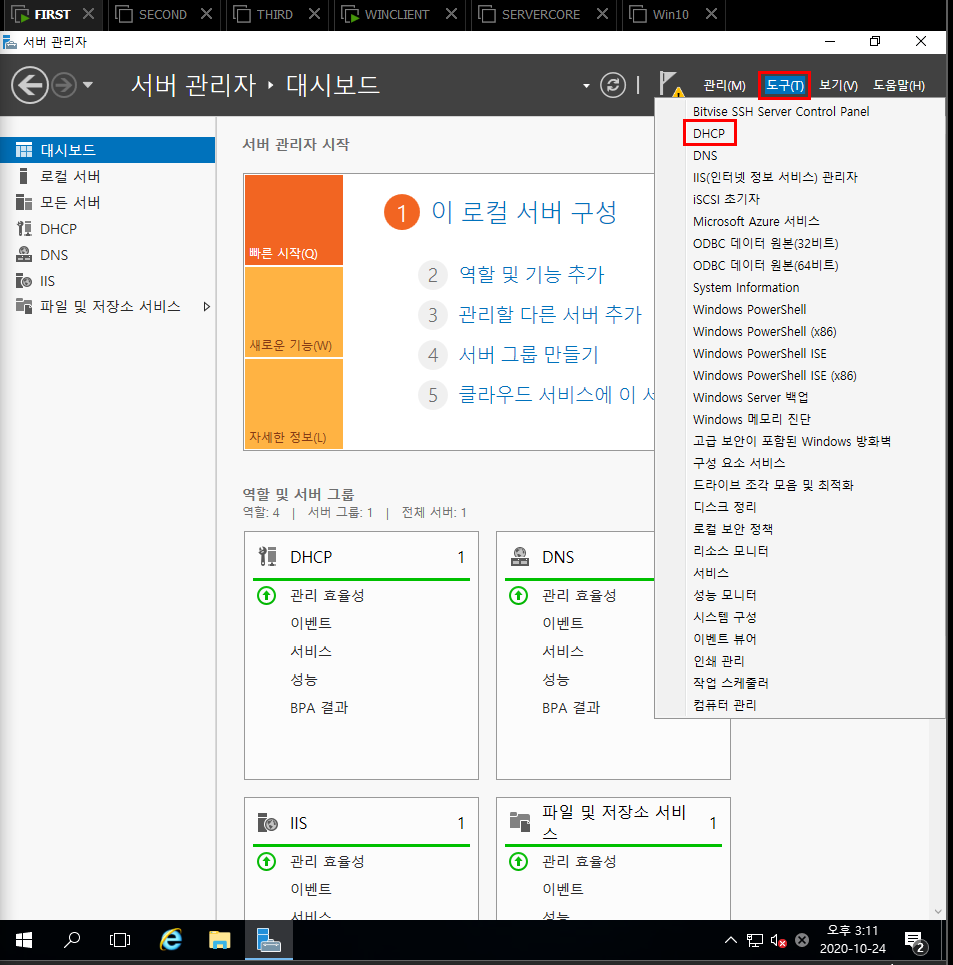 FIRST SECOND THIRD WINCLIENT SERVERCORE Win10
서버 관리자
서버 관리자 ‣ 대시보드
관리(M) 도구(T) 보기(V) 도움말(H)
Bitvise SSH Server Control Panel
DHCP
DNS
IIS(인터넷 정보 서비스) 관리자
iSCSI 초기자
Microsoft Azure 서비스
ODBC 데이터 원본(32비트)
ODBC 데이터 원본(64비트)
System Information
Windows PowerShell
Windows PowerShell (x86)
Windows PowerShell ISE
Windows PowerShell ISE (x86)
Windows Server 백업
Windows 메모리 진단
고급 보안이 포함된 Windows 방화벽
구성 요소 서비스
드라이브 조각 모음 및 최적화
디스크 정리
로컬 보안 정책
리소스 모니터
서비스
성능 모니터
시스템 구성
이벤트 뷰어
인쇄 관리
작업 스케줄러
컴퓨터 관리
대시보드
로컬 서버
모든 서버
DHCP
DNS
IIS
파일 및 저장소 서비스
서버 관리자 시작
빠른 시작(Q)
새로운 기능(W)
자세한 정보(L)
1 이 로컬 서버 구성
2 역할 및 기능 추가
3 관리할 다른 서버 추가
4 서버 그룹 만들기
5 클라우드 서비스에 이 서
역할 및 서버 그룹
역할: 4 | 서버 그룹: 1 | 전체 서버: 1
DHCP 1
관리 효율성
이벤트
서비스
성능
BPA 결과
DNS
관리 효율성
이벤트
서비스
성능
BPA 결과
IIS 1
관리 효율성
이벤트
서비스
파일 및 저장소 서비
스 1
관리 효율성
이벤트
성능
오후 3:11
2020-10-24
2